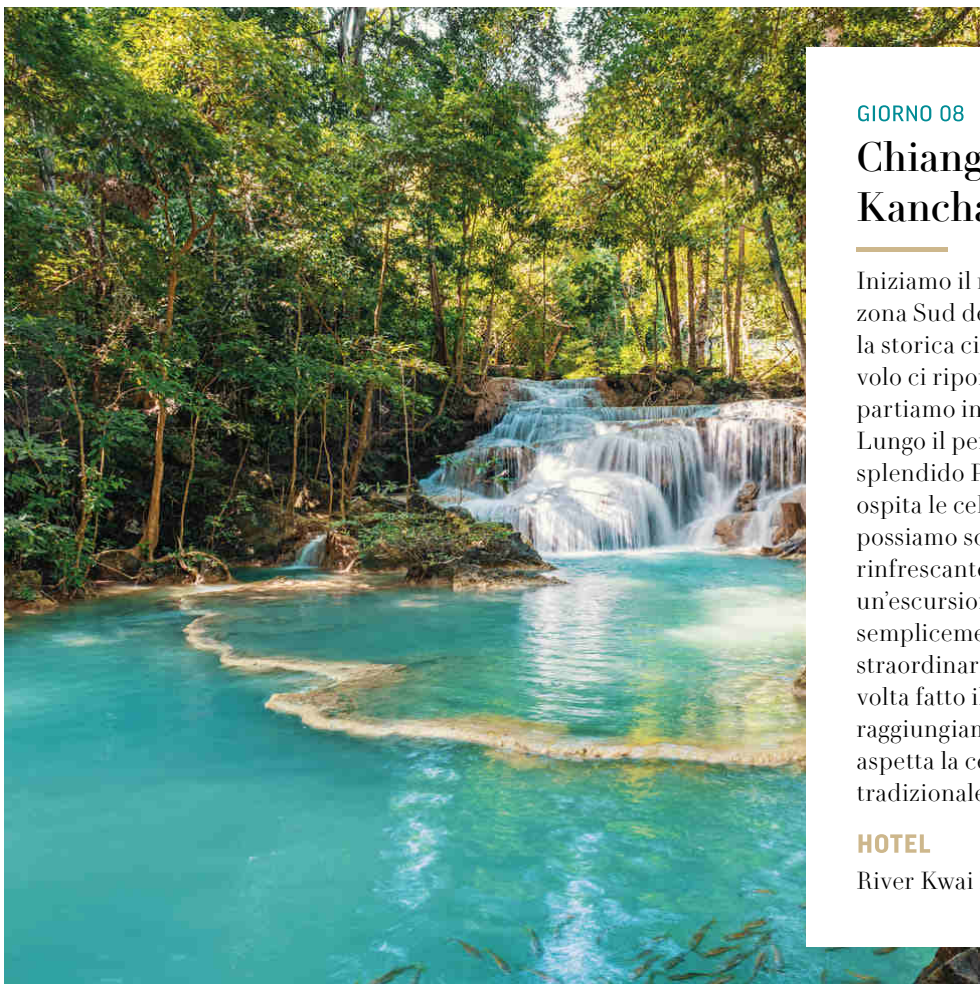 GIORNO 08
Chiang
Kancha
Iniziamo il
zona Sud de
la storica ci
volo ci ripo
partiamo in
Lungo il pe
splendido
ospita le cel
possiamo so
rinfrescante
un'escursion
sempliceme
straordinar
volta fatto i
raggiungian
aspetta la c
tradizionale
HOTEL
River Kwai